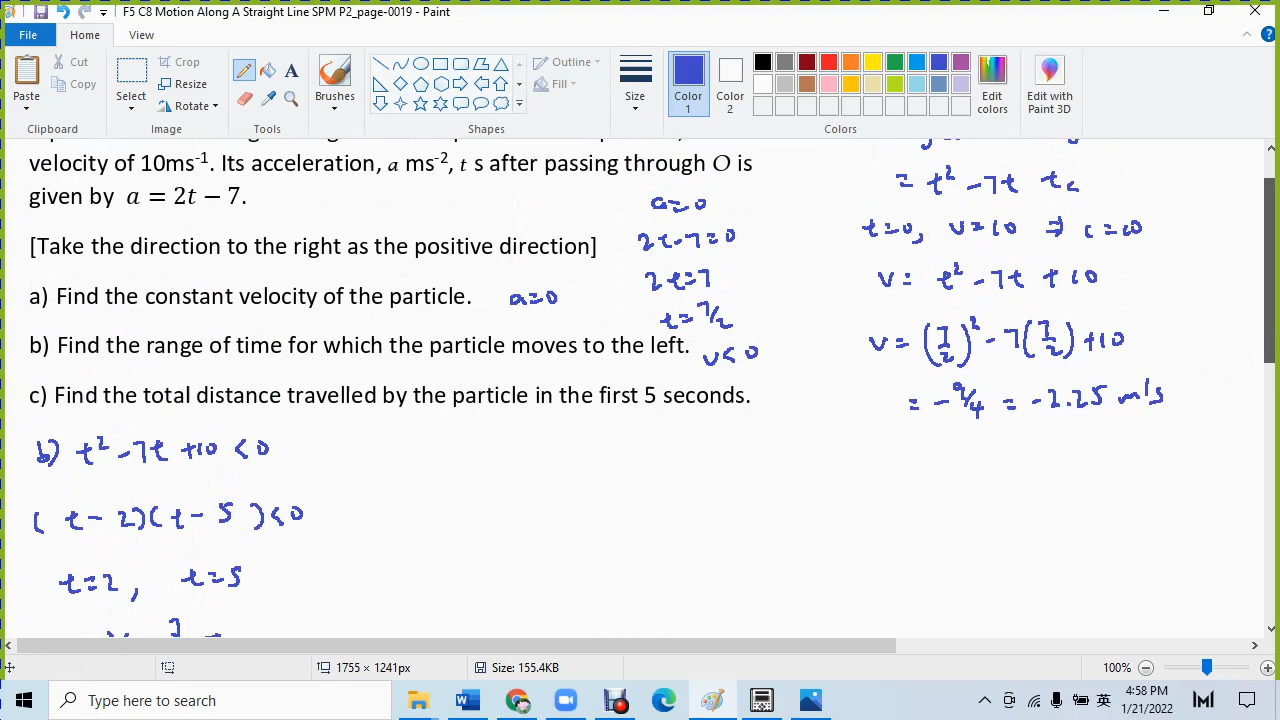 F5 C8 Motion Along A Straight Line SPM P2_page-0019 - Paint
File Home View
Paste Cut Copy Clipboard
Select Crop Resize Rotate Image
Tools
Brushes
Outline Fill Shapes
Size
Color 1 Color 2 Edit colors Colors
Edit with Paint 3D
velocity of 10ms⁻¹. Its acceleration, a ms⁻², t s after passing through O is
given by a = 2t − 7.
[Take the direction to the right as the positive direction]
a) Find the constant velocity of the particle. a=0
b) Find the range of time for which the particle moves to the left. v<0
c) Find the total distance travelled by the particle in the first 5 seconds.
a=0
2t-7=0
2t=7
t=7/2
= t² -7t +c
t=0, v=10 ⇒ c=10
v= t² -7t +10
v= (7/2)² -7(7/2) +10
= -9/4 = -2.25 m/s
b) t² -7t +10 <0
(t-2)(t-5)<0
t=2, t=5
1755 × 1241px Size: 155.4KB 100%
Type here to search
英 4:58 PM
1/21/2022